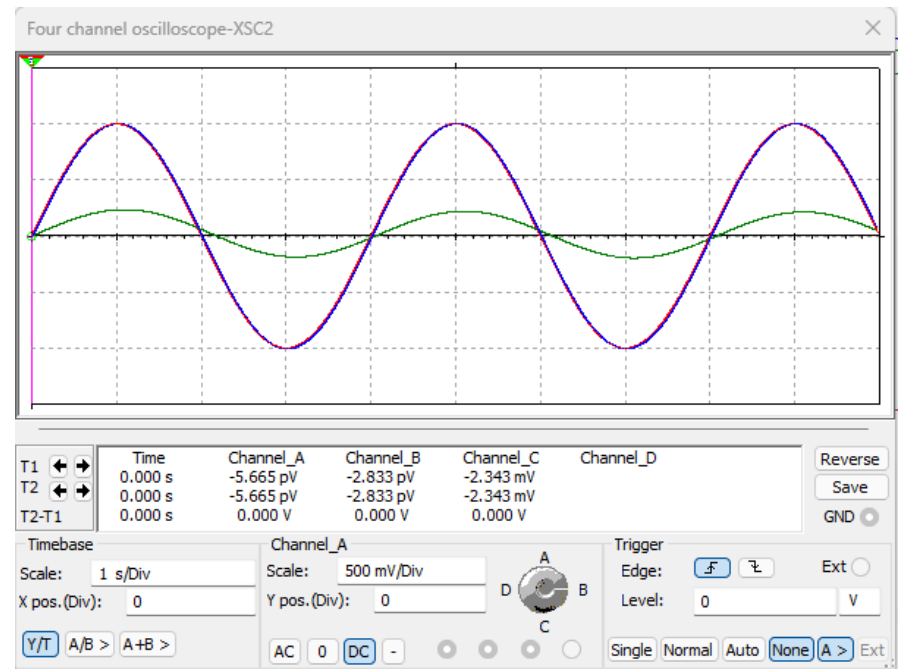 Four channel oscilloscope-XSC2
Time Channel_A Channel_B Channel_C Channel_D
T1 0.000 s -5.665 pV -2.833 pV -2.343 mV
T2 0.000 s -5.665 pV -2.833 pV -2.343 mV
T2-T1 0.000 s 0.000 V 0.000 V 0.000 V
Reverse
Save
GND
Timebase
Scale: 1 s/Div
X pos.(Div): 0
Y/T A/B > A+B >
Channel_A
Scale: 500 mV/Div
Y pos.(Div): 0
AC 0 DC -
A
D B
C
Trigger
Edge: Ext
Level: 0 V
Single Normal Auto None A > Ext